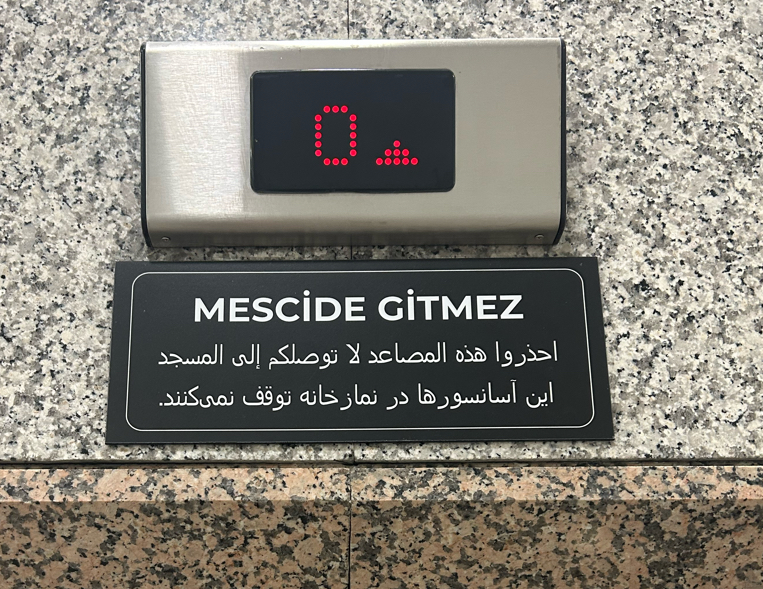 0
MESCİDE GİTMEZ
احذروا هذه المصاعد لا توصلكم إلى المسجد
این آسانسورها در نمازخانه توقف نمی‌کنند.